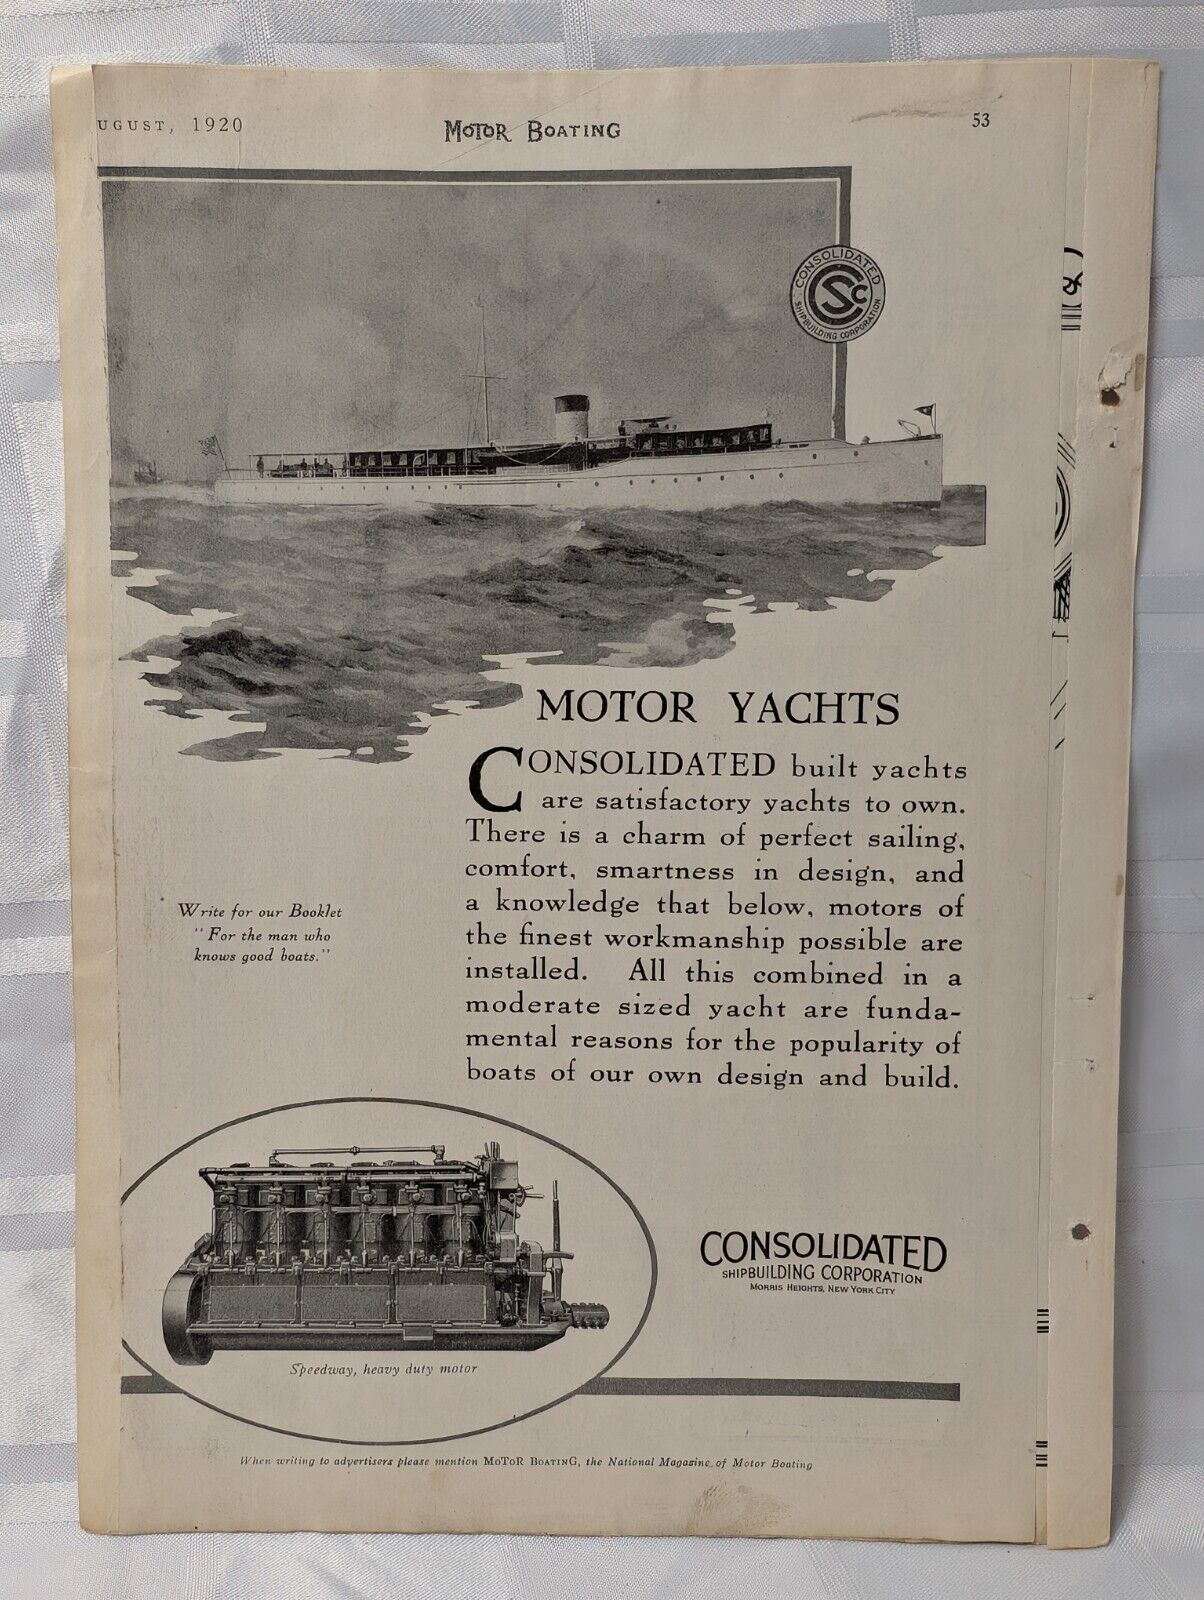 UGUST, 1920
MOTOR BOATING
53
CONSOLIDATED
CSC
SHIPBUILDING CORPORATION
MOTOR YACHTS
CONSOLIDATED built yachts
are satisfactory yachts to own.
There is a charm of perfect sailing,
comfort, smartness in design, and
a knowledge that below, motors of
the finest workmanship possible are
installed. All this combined in a
moderate sized yacht are funda-
mental reasons for the popularity of
boats of our own design and build.
Write for our Booklet
"For the man who
knows good boats."
Speedway, heavy duty motor
CONSOLIDATED
SHIPBUILDING CORPORATION
MORRIS HEIGHTS, NEW YORK CITY
When writing to advertisers please mention MOTOR BOATING, the National Magazine of Motor Boating